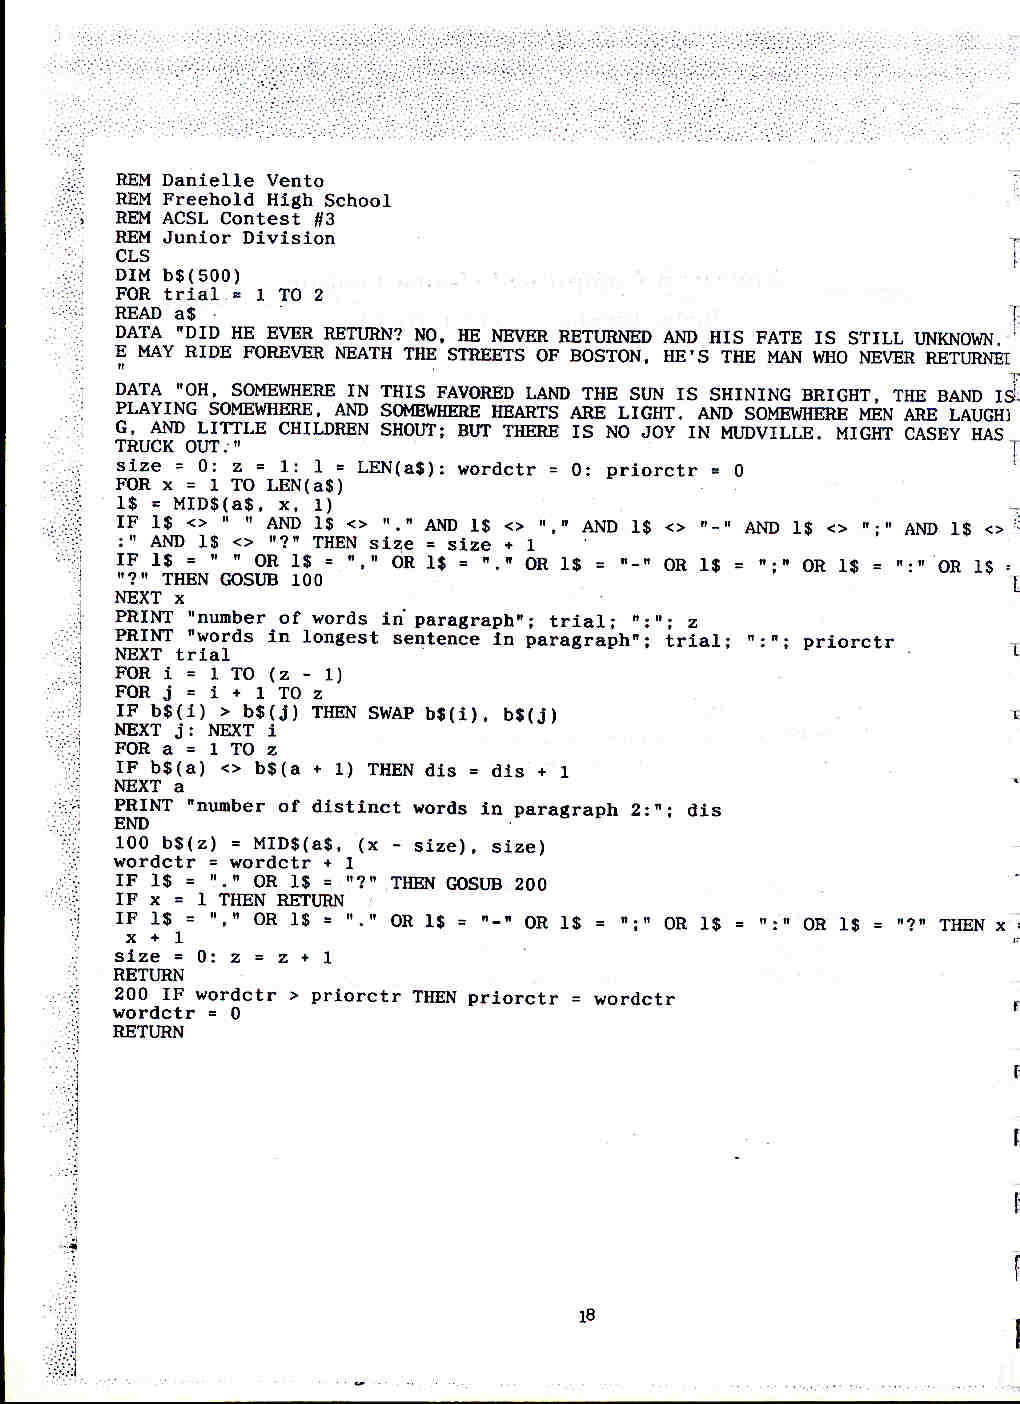 REM Danielle Vento
REM Freehold High School
REM ACSL Contest #3
REM Junior Division
CLS
DIM b$(500)
FOR trial = 1 TO 2
READ a$
DATA "DID HE EVER RETURN? NO, HE NEVER RETURNED AND HIS FATE IS STILL UNKNOWN.
E MAY RIDE FOREVER NEATH THE STREETS OF BOSTON, HE'S THE MAN WHO NEVER
"
DATA "OH, SOMEWHERE IN THIS FAVORED LAND THE SUN IS SHINING BRIGHT, THE BAND IS
PLAYING SOMEWHERE, AND SOMEWHERE HEARTS ARE LIGHT. AND SOMEWHERE MEN ARE
G, AND LITTLE CHILDREN SHOUT; BUT THERE IS NO JOY IN MUDVILLE. MIGHT CASEY HAS
TRUCK OUT."
size = 0: z = 1: l = LEN(a$): wordctr = 0: priorctr = 0
FOR x = 1 TO LEN(a$)
l$ = MID$(a$, x, 1)
IF l$ <> " " AND l$ <> "." AND l$ <> "," AND l$ <> "-" AND l$ <> ";" AND l$ <>
:" AND l$ <> "?" THEN size = size + 1
IF l$ = " " OR l$ = "," OR l$ = "." OR l$ = "-" OR l$ = ";" OR l$ = ":" OR l$ =
"?" THEN GOSUB 100
NEXT x
PRINT "number of words in paragraph"; trial; ":"; z
PRINT "words in longest sentence in paragraph"; trial; ":"; priorctr
NEXT trial
FOR i = 1 TO (z - 1)
FOR j = i + 1 TO z
IF b$(i) > b$(j) THEN SWAP b$(i), b$(j)
NEXT j: NEXT i
FOR a = 1 TO z
IF b$(a) <> b$(a + 1) THEN dis = dis + 1
NEXT a
PRINT "number of distinct words in paragraph 2:"; dis
END
100 b$(z) = MID$(a$, (x - size), size)
wordctr = wordctr + 1
IF l$ = "." OR l$ = "?" THEN GOSUB 200
IF x = 1 THEN RETURN
IF l$ = "," OR l$ = "." OR l$ = "-" OR l$ = ";" OR l$ = ":" OR l$ = "?" THEN x =
x + 1
size = 0: z = z + 1
RETURN
200 IF wordctr > priorctr THEN priorctr = wordctr
wordctr = 0
RETURN
18